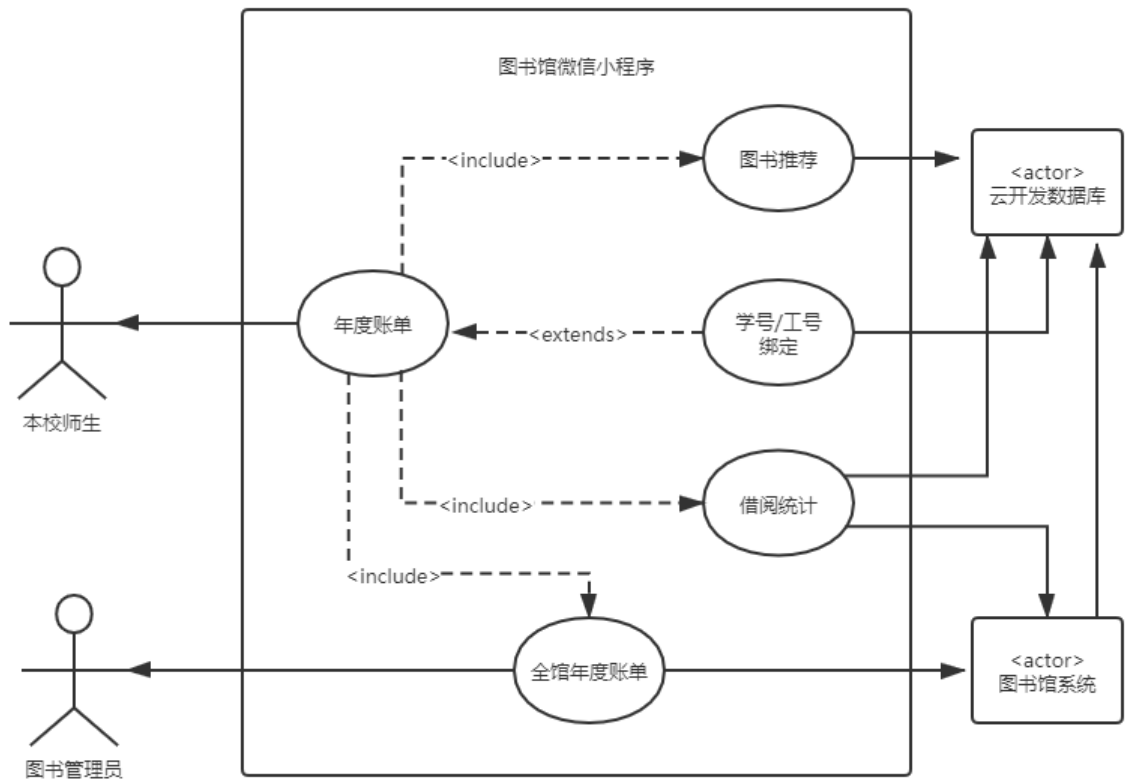 图书馆微信小程序
<include>
图书推荐
<actor>
云开发数据库
年度账单
<extends>
学号/工号
绑定
本校师生
<include>
借阅统计
<include>
全馆年度账单
<actor>
图书馆系统
图书管理员